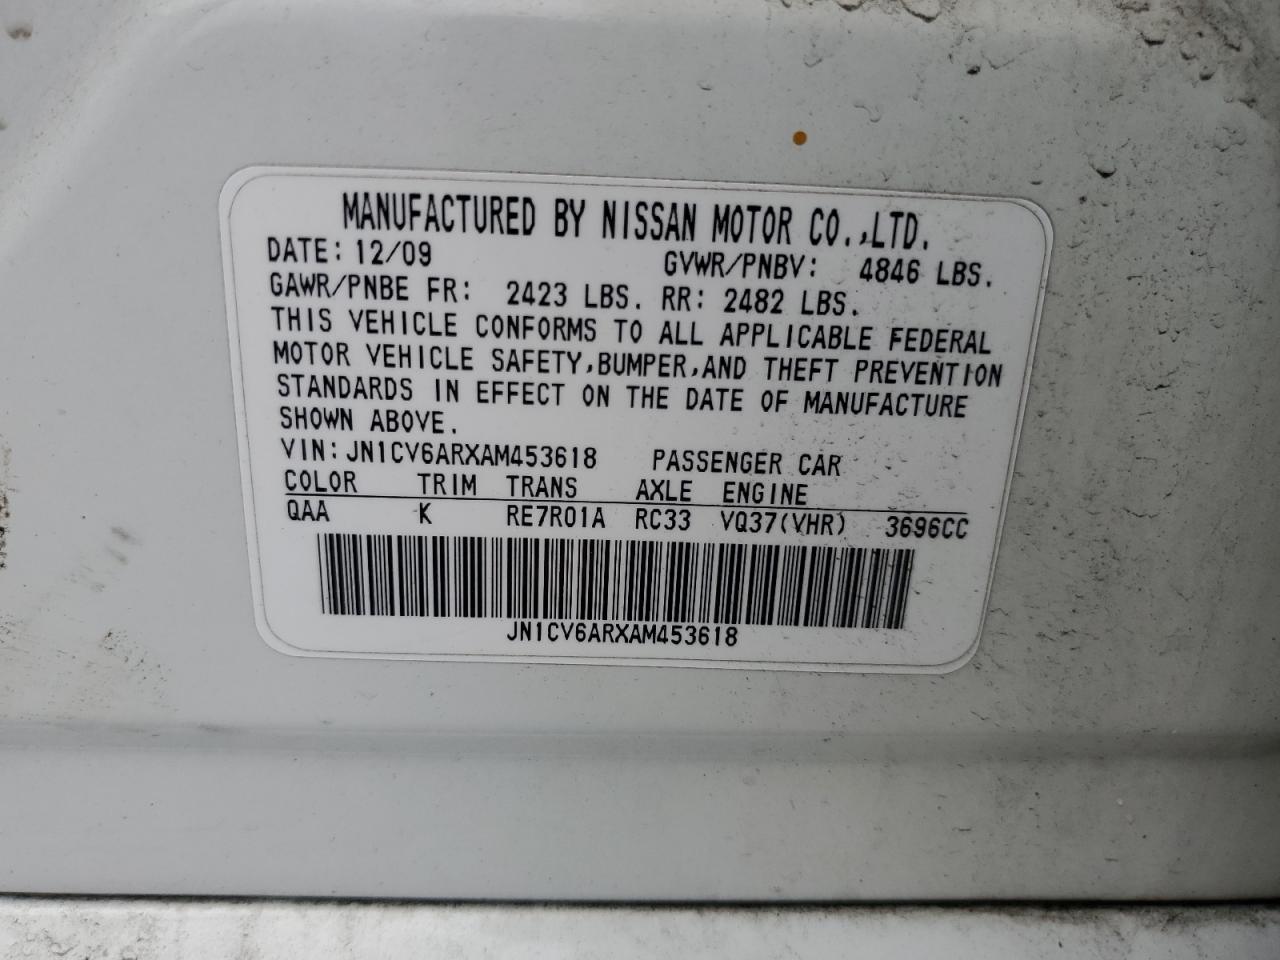 MANUFACTURED BY NISSAN MOTOR CO.,LTD.
DATE: 12/09 GVWR/PNBV: 4846 LBS.
GAWR/PNBE FR: 2423 LBS. RR: 2482 LBS.
THIS VEHICLE CONFORMS TO ALL APPLICABLE FEDERAL
MOTOR VEHICLE SAFETY,BUMPER,AND THEFT PREVENTION
STANDARDS IN EFFECT ON THE DATE OF MANUFACTURE
SHOWN ABOVE.
VIN:JN1CV6ARXAM453618 PASSENGER CAR
COLOR TRIM TRANS AXLE ENGINE
QAA K RE7R01A RC33 VQ37(VHR) 3696CC
JN1CV6ARXAM453618